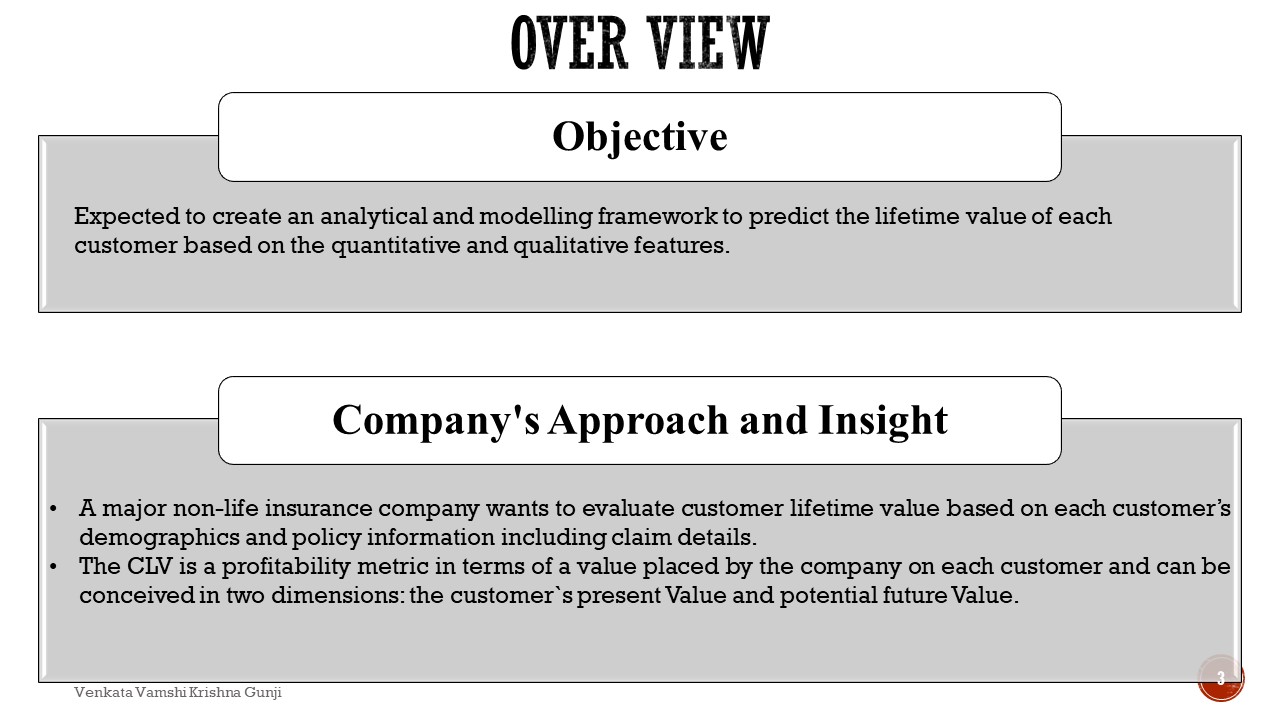 OVER VIEW
Objective
Expected to create an analytical and modelling framework to predict the lifetime value of each
customer based on the quantitative and qualitative features.
Company's Approach and Insight
• A major non-life insurance company wants to evaluate customer lifetime value based on each customer’s
demographics and policy information including claim details.
• The CLV is a profitability metric in terms of a value placed by the company on each customer and can be
conceived in two dimensions: the customer`s present Value and potential future Value.
3
Venkata Vamshi Krishna Gunji